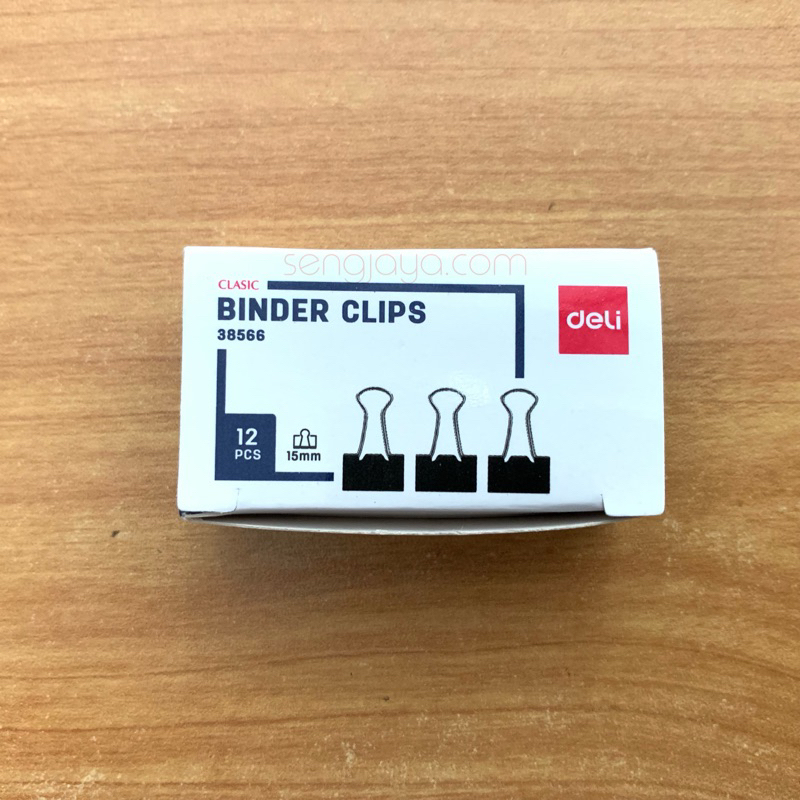 sengjaya.com
CLASIC
BINDER CLIPS
38566
deli
12
PCS
15mm